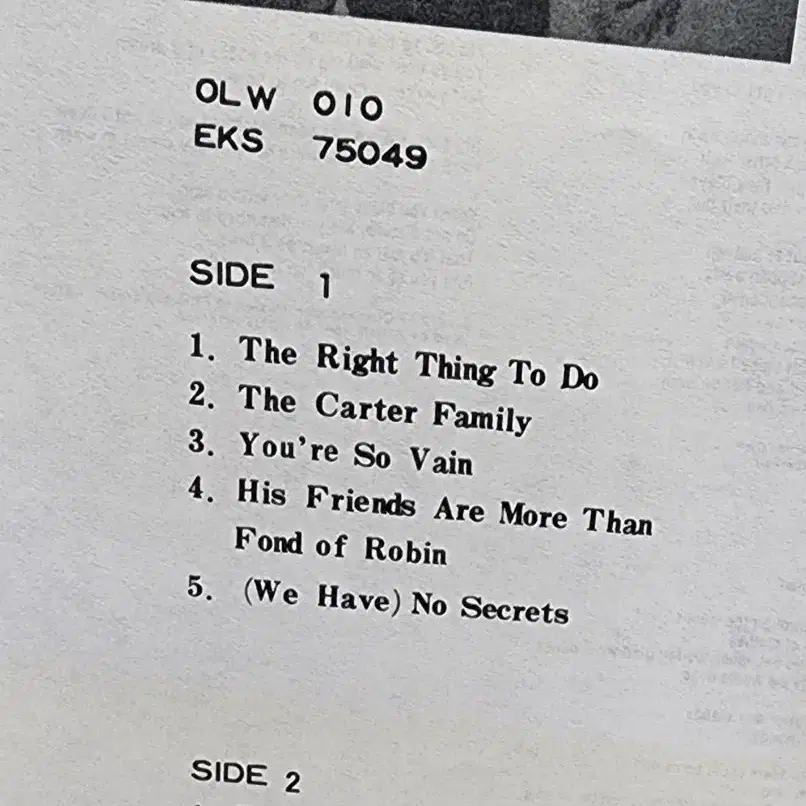 OLW 010
EKS 75049
SIDE 1
1. The Right Thing To Do
2. The Carter Family
3. You're So Vain
4. His Friends Are More Than
Fond of Robin
5. (We Have) No Secrets
SIDE 2